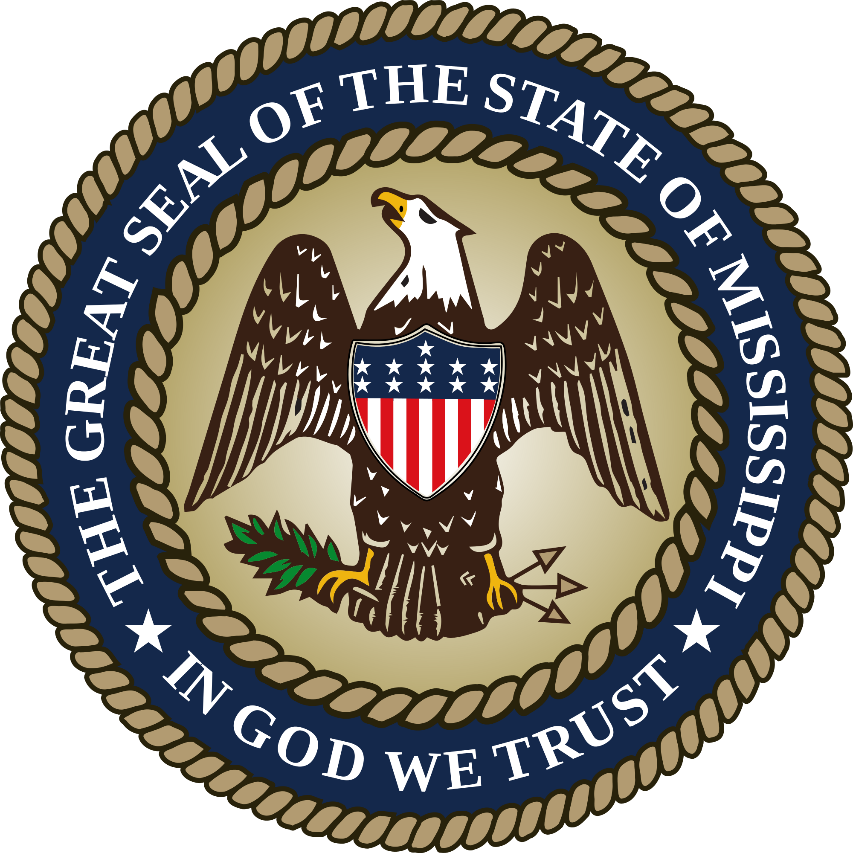 THE GREAT SEAL OF THE STATE OF MISSISSIPPI
IN GOD WE TRUST